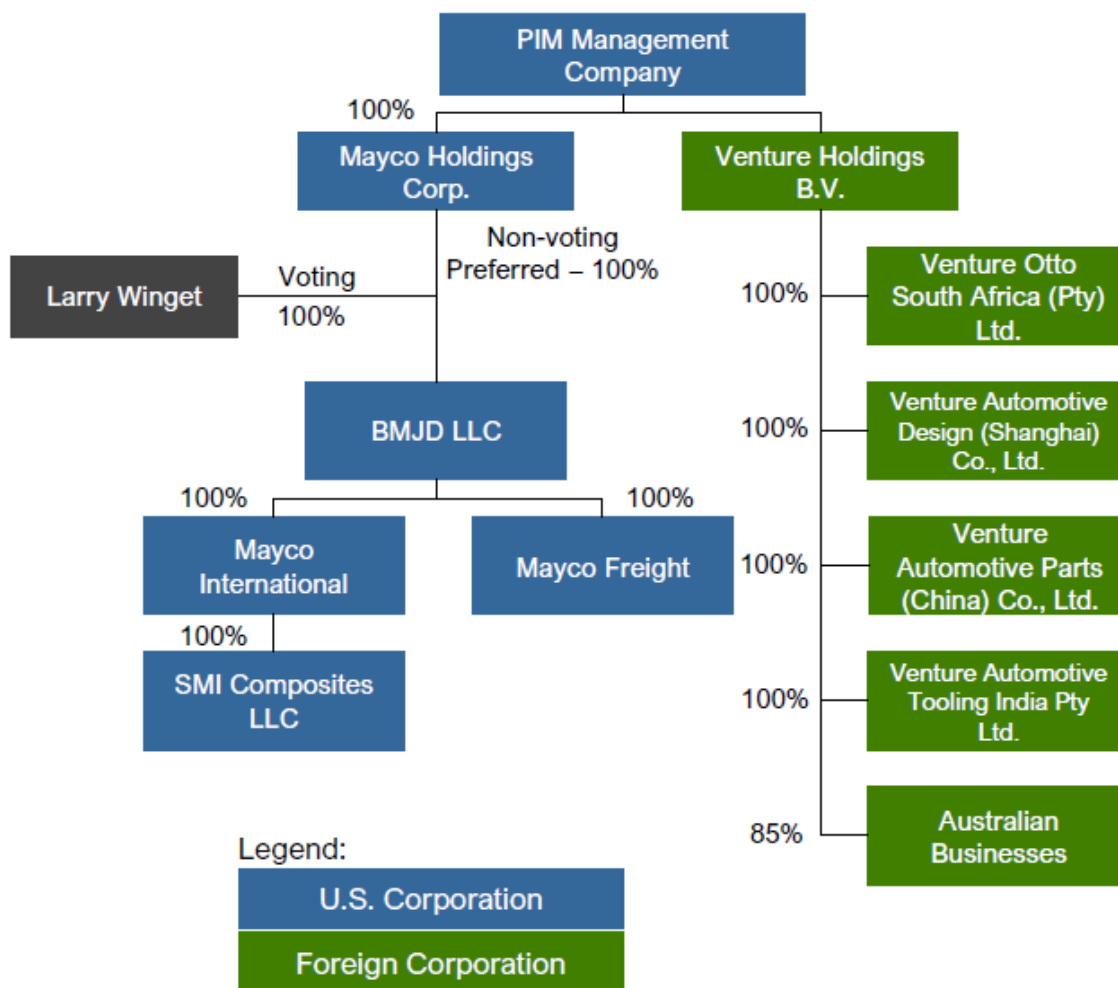 PIM Management
Company
100%
Mayco Holdings
Corp.
Venture Holdings
B.V.
Non-voting
Preferred – 100%
Larry Winget
Voting
100%
100%
Venture Otto
South Africa (Pty)
Ltd.
BMJD LLC
100%
Venture Automotive
Design (Shanghai)
Co., Ltd.
100%
100%
Mayco
International
Mayco Freight
100%
Venture
Automotive Parts
(China) Co., Ltd.
100%
SMI Composites
LLC
100%
Venture Automotive
Tooling India Pty
Ltd.
85%
Australian
Businesses
Legend:
U.S. Corporation
Foreign Corporation